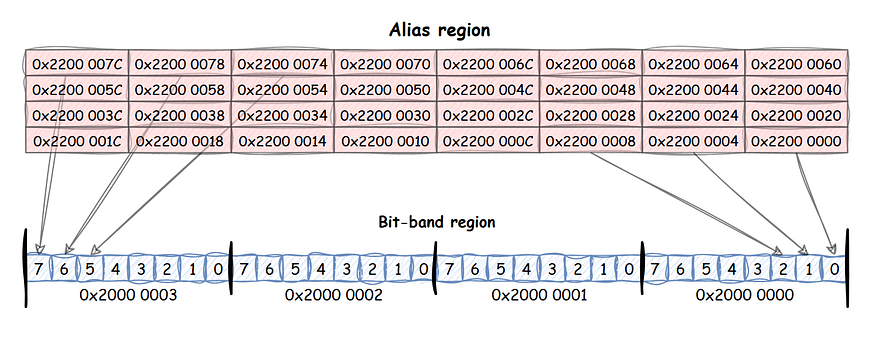 Alias region
0x2200 007C 0x2200 0078 0x2200 0074 0x2200 0070 0x2200 006C 0x2200 0068 0x2200 0064 0x2200 0060
0x2200 005C 0x2200 0058 0x2200 0054 0x2200 0050 0x2200 004C 0x2200 0048 0x2200 0044 0x2200 0040
0x2200 003C 0x2200 0038 0x2200 0034 0x2200 0030 0x2200 002C 0x2200 0028 0x2200 0024 0x2200 0020
0x2200 001C 0x2200 0018 0x2200 0014 0x2200 0010 0x2200 000C 0x2200 0008 0x2200 0004 0x2200 0000
Bit-band region
7 6 5 4 3 2 1 0 7 6 5 4 3 2 1 0 7 6 5 4 3 2 1 0 7 6 5 4 3 2 1 0
0x2000 0003 0x2000 0002 0x2000 0001 0x2000 0000